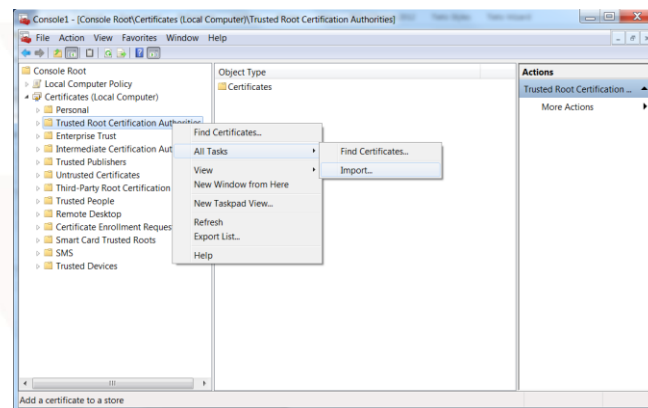 Console1 - [Console Root\Certificates (Local Computer)\Trusted Root Certification Authorities]
File Action View Favorites Window Help
Console Root
Local Computer Policy
Certificates (Local Computer)
Personal
Trusted Root Certification Authorities
Enterprise Trust
Intermediate Certification Aut
Trusted Publishers
Untrusted Certificates
Third-Party Root Certification
Trusted People
Remote Desktop
Certificate Enrollment Reques
Smart Card Trusted Roots
SMS
Trusted Devices
Object Type
Certificates
Find Certificates...
All Tasks
View
New Window from Here
New Taskpad View...
Refresh
Export List...
Help
Find Certificates...
Import...
Actions
Trusted Root Certification ...
More Actions
Add a certificate to a store